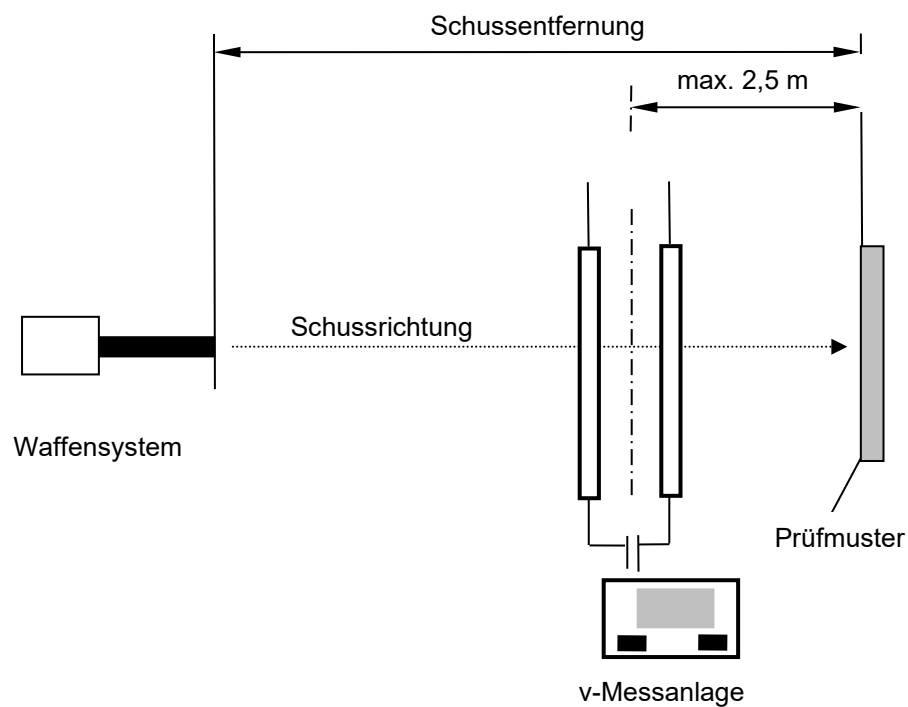 Schussentfernung
max. 2,5 m
Schussrichtung
Waffensystem
Prüfmuster
v-Messanlage